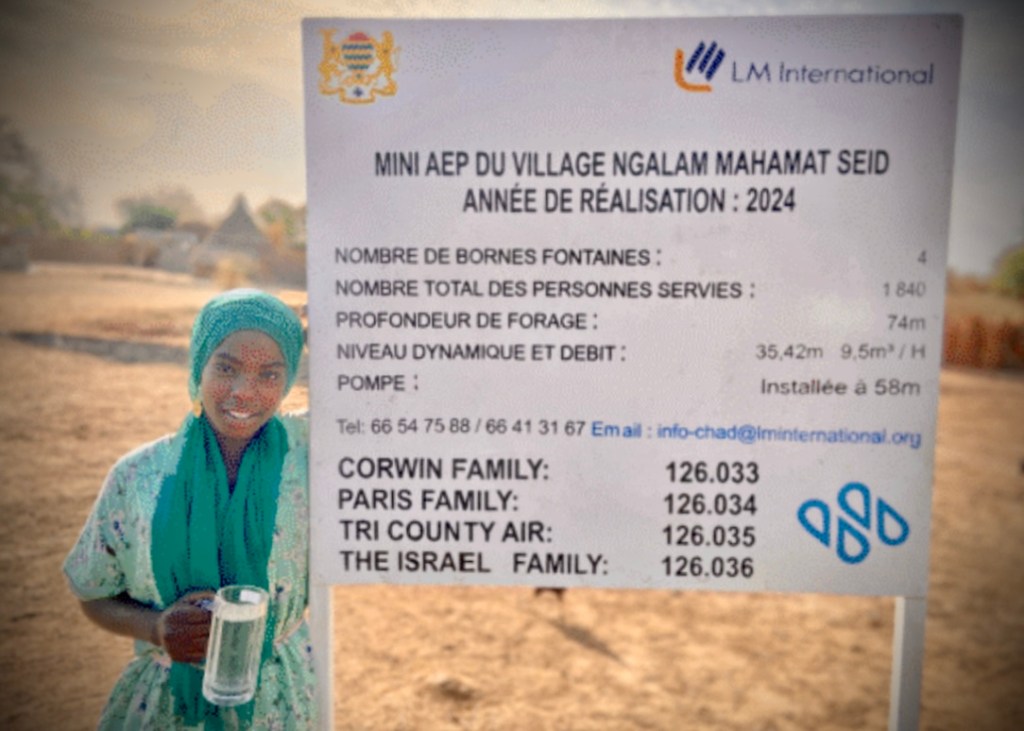 LM International
MINI AEP DU VILLAGE NGALAM MAHAMAT SEID
ANNÉE DE RÉALISATION : 2024
NOMBRE DE BORNES FONTAINES : 4
NOMBRE TOTAL DES PERSONNES SERVIES : 1 840
PROFONDEUR DE FORAGE : 74m
NIVEAU DYNAMIQUE ET DEBIT : 35,42m 9,5m³ / H
POMPE : Installée à 58m
Tel: 66 54 75 88 / 66 41 31 67 Email : info-chad@lminternational.org
CORWIN FAMILY: 126.033
PARIS FAMILY: 126.034
TRI COUNTY AIR: 126.035
THE ISRAEL FAMILY: 126.036